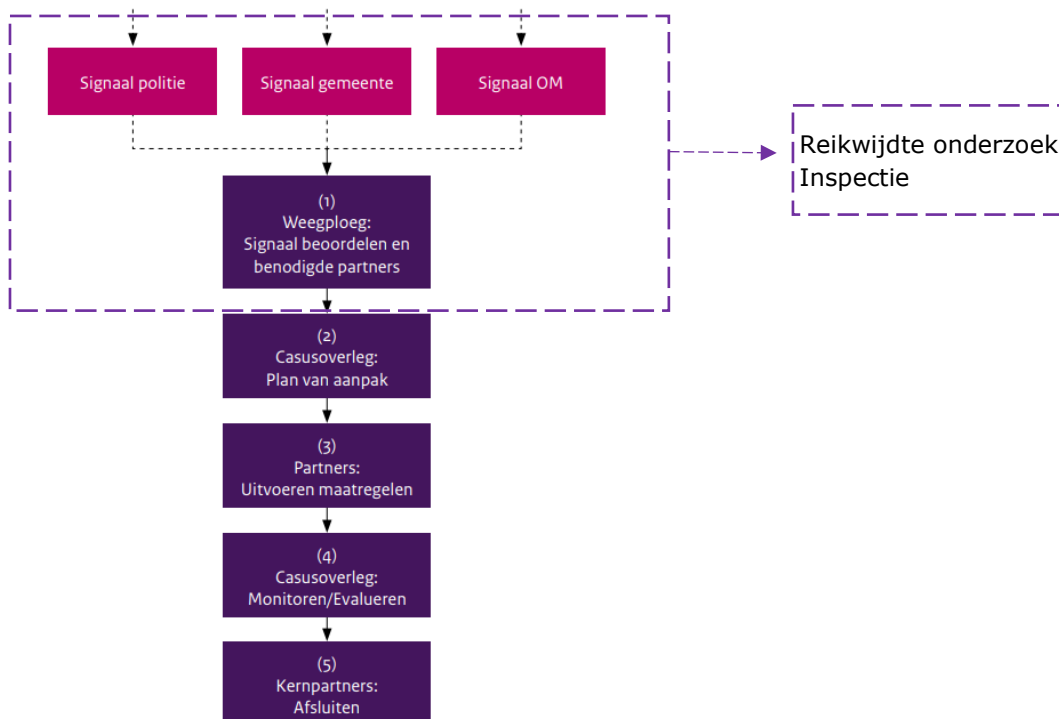 Signaal politie
Signaal gemeente
Signaal OM
Reikwijdte onderzoek
Inspectie
(1)
Weegploeg:
Signaal beoordelen en
benodigde partners
(2)
Casusoverleg:
Plan van aanpak
(3)
Partners:
Uitvoeren maatregelen
(4)
Casusoverleg:
Monitoren/Evalueren
(5)
Kernpartners:
Afsluiten